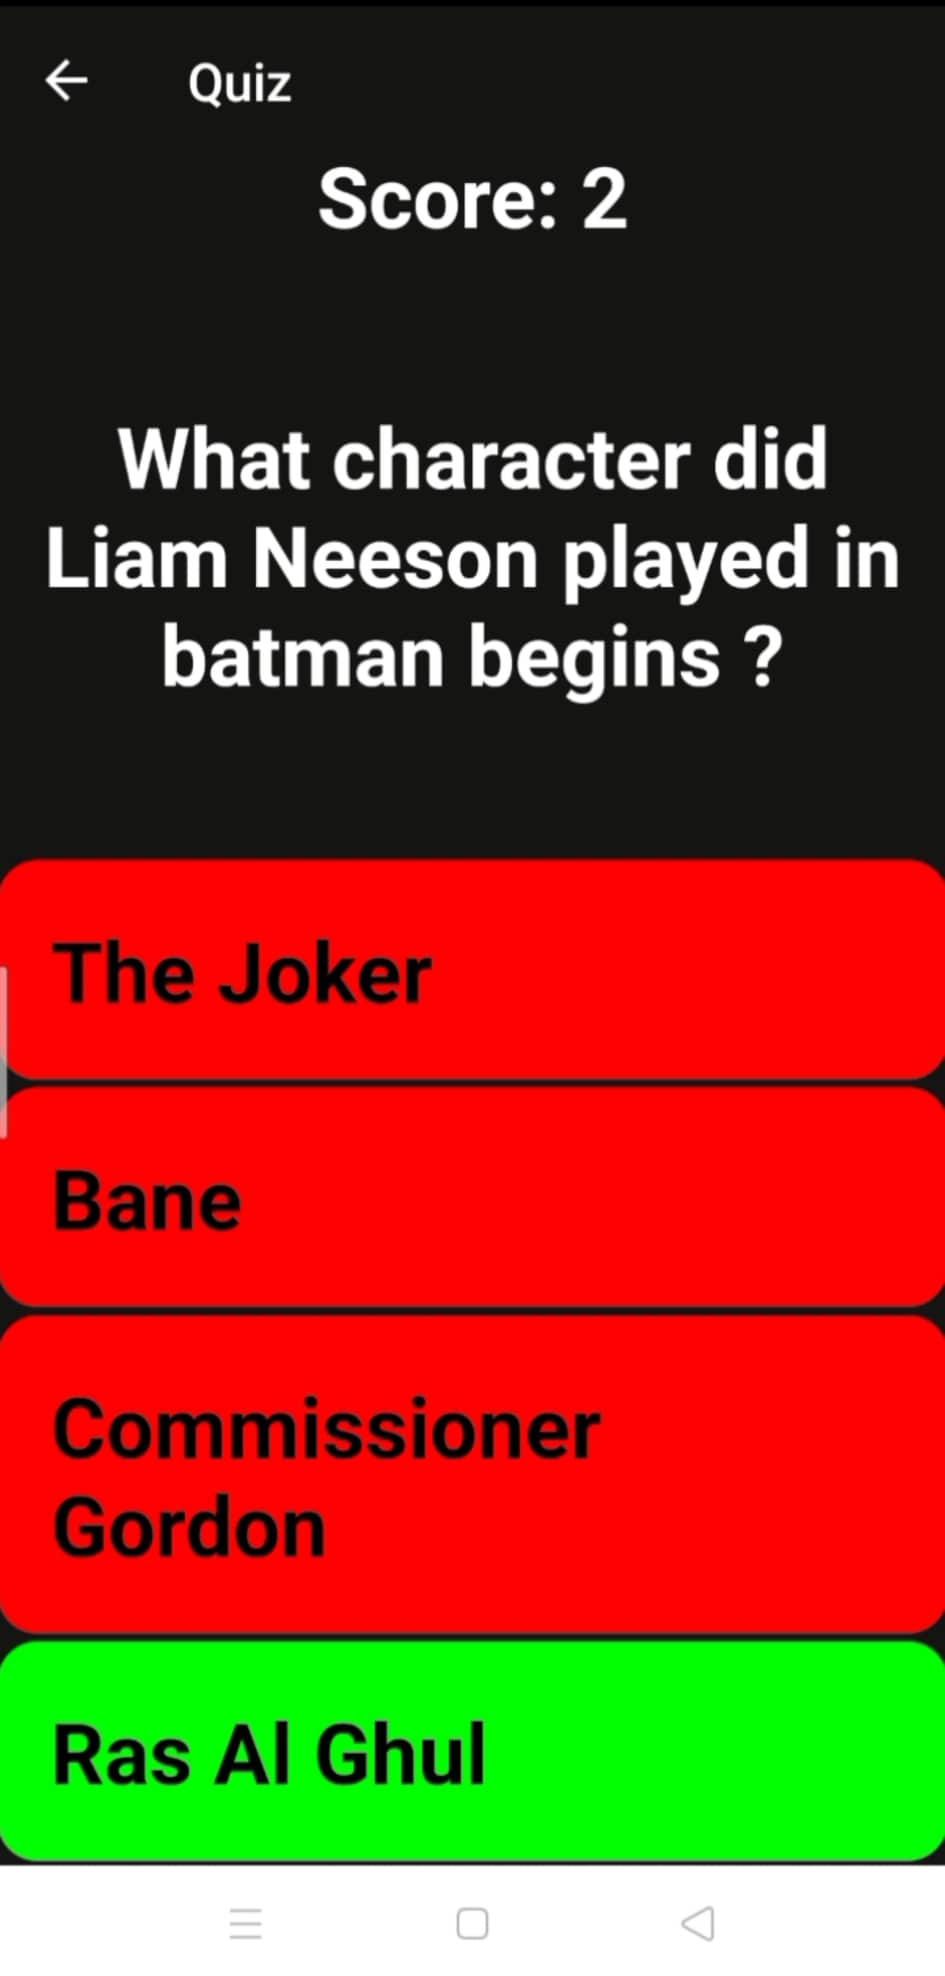 Quiz
Score: 2
What character did
Liam Neeson played in
batman begins ?
The Joker
Bane
Commissioner
Gordon
Ras Al Ghul